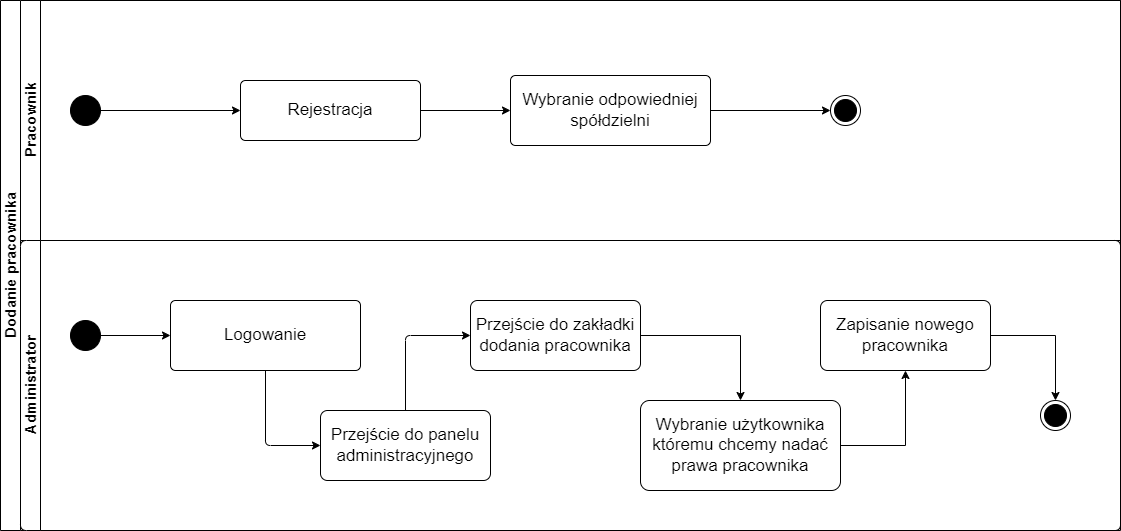 Dodanie pracownika
Pracownik
Rejestracja
Wybranie odpowiedniej
spółdzielni
Administrator
Logowanie
Przejście do panelu
administracyjnego
Przejście do zakładki
dodania pracownika
Wybranie użytkownika
któremu chcemy nadać
prawa pracownika
Zapisanie nowego
pracownika